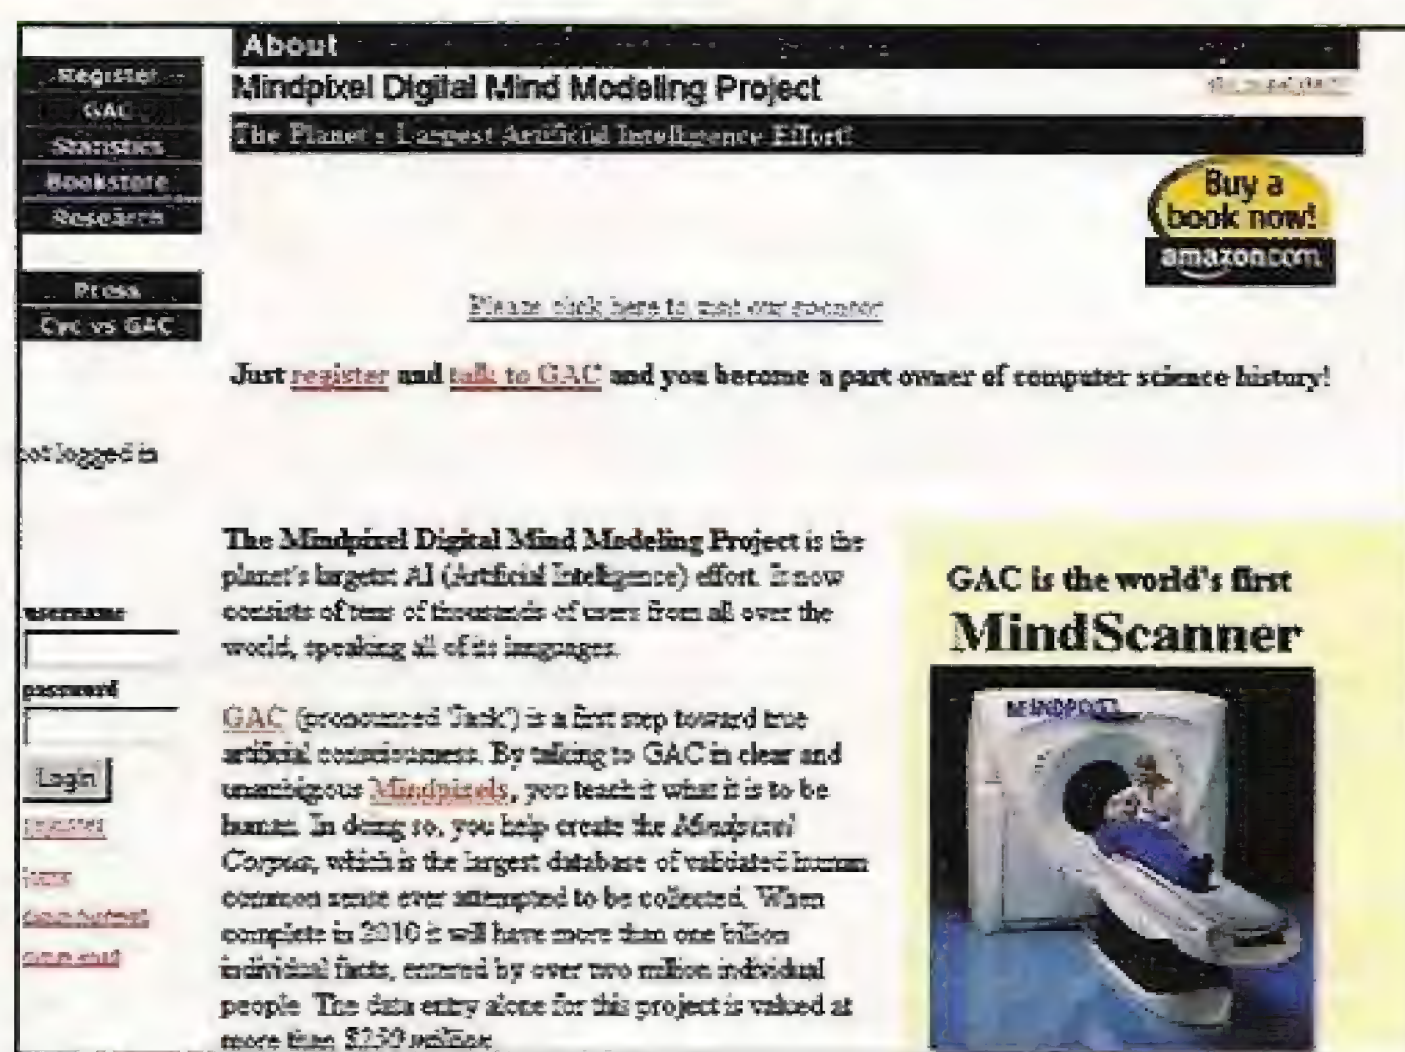 About
Register
GAC
Statistics
Bookstore
Research
Press
Cyc vs GAC
Mindpixel Digital Mind Modeling Project
The Planet's Largest Artificial Intelligence Effort!
Buy a
book now!
amazon.com
Please click here to visit our sponsor
Just register and talk to GAC and you become a part owner of computer science history!
not logged in
username
password
Login
The Mindpixel Digital Mind Modeling Project is the
planet's largest AI (Artificial Intelligence) effort. It now
consists of tens of thousands of users from all over the
world, speaking all of its languages.
GAC (pronounced 'Jack') is a first step toward true
artificial consciousness. By talking to GAC in clear and
unambigous Mindpixels, you teach it what it is to be
human. In doing so, you help create the Mindpixel
Corpus, which is the largest database of validated human
common sense ever attempted to be collected. When
complete in 2010 it will have more than one billion
individual facts, entered by over two million individual
people. The data entry alone for this project is valued at
more than $250 million
GAC is the world's first
MindScanner
MINDPIXEL